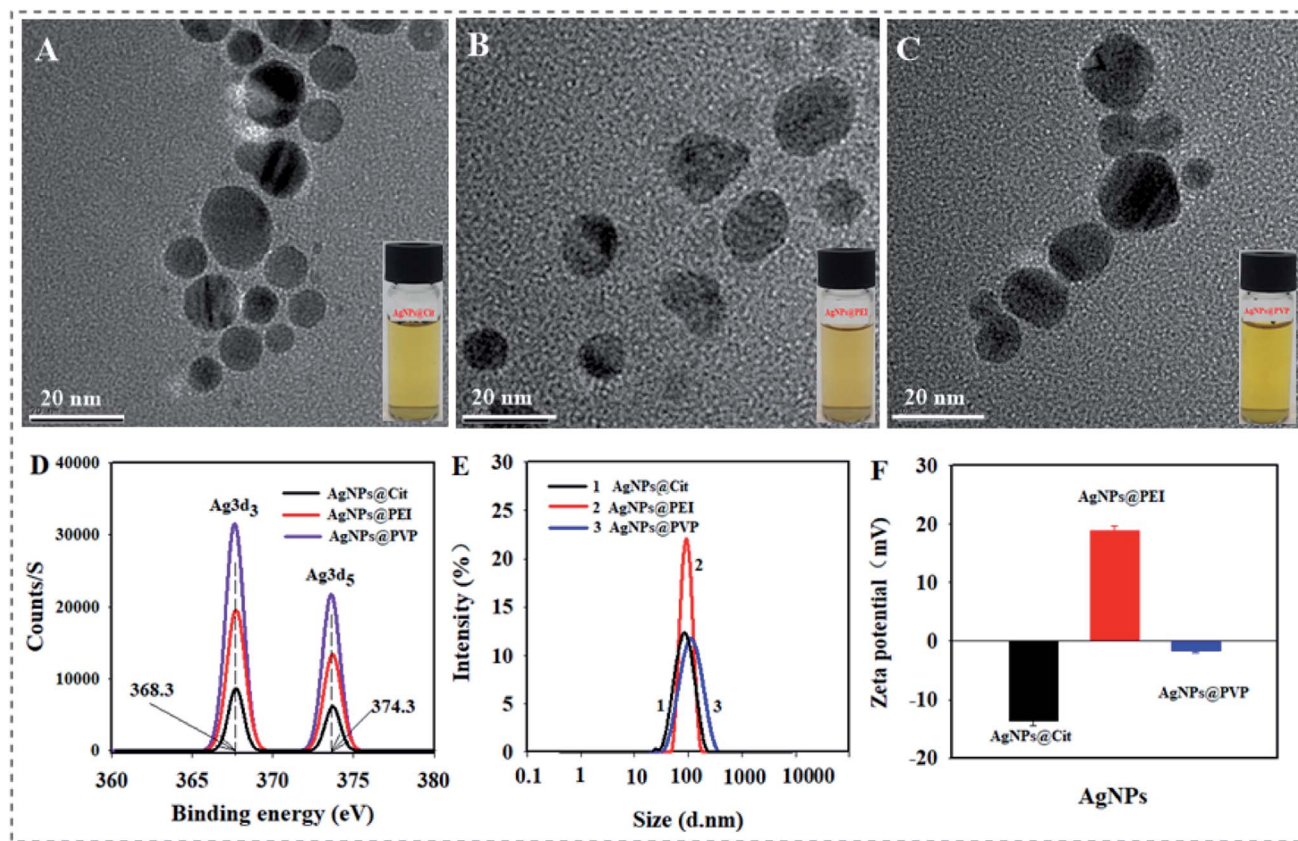 A
AgNPs@Cit
20 nm
B
AgNPs@PEI
20 nm
C
AgNPs@PVP
20 nm
D
40000
30000
20000
10000
0
Counts/S
Ag3d3
Ag3d5
AgNPs@Cit
AgNPs@PEI
AgNPs@PVP
368.3
374.3
360 365 370 375 380
Binding energy (eV)
E
30
25
20
15
10
5
0
Intensity (%)
1 AgNPs@Cit
2 AgNPs@PEI
3 AgNPs@PVP
2
1
3
0.1 1 10 100 1000 10000
Size (d.nm)
F
30
20
10
0
-10
-20
Zeta potential (mV)
AgNPs@PEI
AgNPs@PVP
AgNPs@Cit
AgNPs